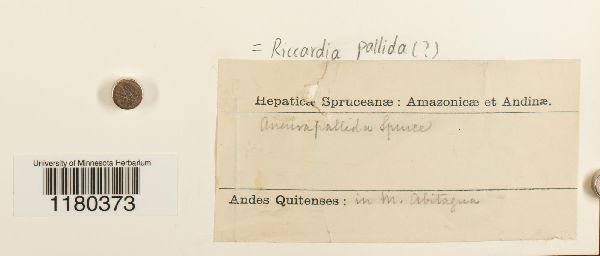 = Riccardia pallida (?)
Hepaticæ Spruceanæ: Amazonicæ et Andinæ.
Aneura pallida Spruce
Andes Quitenses: in M. Abitagua
University of Minnesota Herbarium
1180373